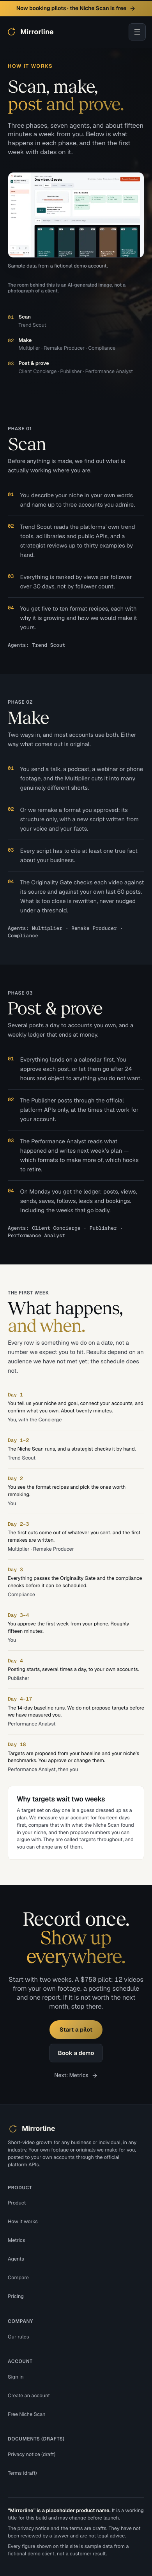 Now booking pilots · the Niche Scan is free →
Mirrorline
HOW IT WORKS
Scan, make,
post and prove.
Three phases, seven agents, and about fifteen
minutes a week from you. Below is what
happens in each phase, and then the first
week with dates on it.
Sample data from a fictional demo account.
The room behind this is an AI-generated image, not a
photograph of a client.
01 Scan
Trend Scout
02 Make
Multiplier · Remake Producer · Compliance
03 Post & prove
Client Concierge · Publisher · Performance Analyst
PHASE 01
Scan
Before anything is made, we find out what is
actually working where you are.
01 You describe your niche in your own words
and name up to three accounts you admire.
02 Trend Scout reads the platforms' own trend
tools, ad libraries and public APIs, and a
strategist reviews up to thirty examples by
hand.
03 Everything is ranked by views per follower
over 30 days, not by follower count.
04 You get five to ten format recipes, each with
why it is growing and how we would make it
yours.
Agents: Trend Scout
PHASE 02
Make
Two ways in, and most accounts use both. Either
way what comes out is original.
01 You send a talk, a podcast, a webinar or phone
footage, and the Multiplier cuts it into many
genuinely different shorts.
02 Or we remake a format you approved: its
structure only, with a new script written from
your voice and your facts.
03 Every script has to cite at least one true fact
about your business.
04 The Originality Gate checks each video against
its source and against your own last 60 posts.
What is too close is rewritten, never nudged
under a threshold.
Agents: Multiplier · Remake Producer ·
Compliance
PHASE 03
Post & prove
Several posts a day to accounts you own, and a
weekly ledger that ends at money.
01 Everything lands on a calendar first. You
approve each post, or let them go after 24
hours and object to anything you do not want.
02 The Publisher posts through the official
platform APIs only, at the times that work for
your account.
03 The Performance Analyst reads what
happened and writes next week's plan —
which formats to make more of, which hooks
to retire.
04 On Monday you get the ledger: posts, views,
sends, saves, follows, leads and bookings.
Including the weeks that go badly.
Agents: Client Concierge · Publisher ·
Performance Analyst
THE FIRST WEEK
What happens,
and when.
Every row is something we do on a date, not a
number we expect you to hit. Results depend on an
audience we have not met yet; the schedule does
not.
Day 1
You tell us your niche and goal, connect your accounts, and
confirm what you own. About twenty minutes.
You, with the Concierge
Day 1–2
The Niche Scan runs, and a strategist checks it by hand.
Trend Scout
Day 2
You see the format recipes and pick the ones worth
remaking.
You
Day 2–3
The first cuts come out of whatever you sent, and the first
remakes are written.
Multiplier · Remake Producer
Day 3
Everything passes the Originality Gate and the compliance
checks before it can be scheduled.
Compliance
Day 3–4
You approve the first week from your phone. Roughly
fifteen minutes.
You
Day 4
Posting starts, several times a day, to your own accounts.
Publisher
Day 4–17
The 14-day baseline runs. We do not propose targets before
we have measured you.
Performance Analyst
Day 18
Targets are proposed from your baseline and your niche's
benchmarks. You approve or change them.
Performance Analyst, then you
Why targets wait two weeks
A target set on day one is a guess dressed up as a
plan. We measure your account for fourteen days
first, compare that with what the Niche Scan found
in your niche, and then propose numbers you can
argue with. They are called targets throughout, and
you can change any of them.
Record once.
Show up
everywhere.
Start with two weeks. A $758 pilot: 12 videos
from your own footage, a posting schedule
and one report. If it is not worth the next
month, stop there.
Start a pilot
Book a demo
Next: Metrics →
Mirrorline
Short-video growth for any business or individual, in any
industry. Your own footage or originals we make for you,
posted to your own accounts through the official
platform APIs.
PRODUCT
Product
How it works
Metrics
Agents
Compare
Pricing
COMPANY
Our rules
ACCOUNT
Sign in
Create an account
Free Niche Scan
DOCUMENTS (DRAFTS)
Privacy notice (draft)
Terms (draft)
"Mirrorline" is a placeholder product name. It is a working
title for this build and may change before launch.
The privacy notice and the terms are drafts. They have not
been reviewed by a lawyer and are not legal advice.
Every figure shown on this site is sample data from a
fictional demo client, not a customer result.